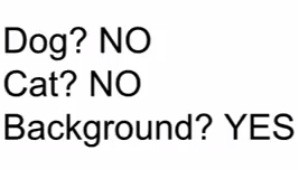 Dog? NO
Cat? NO
Background? YES